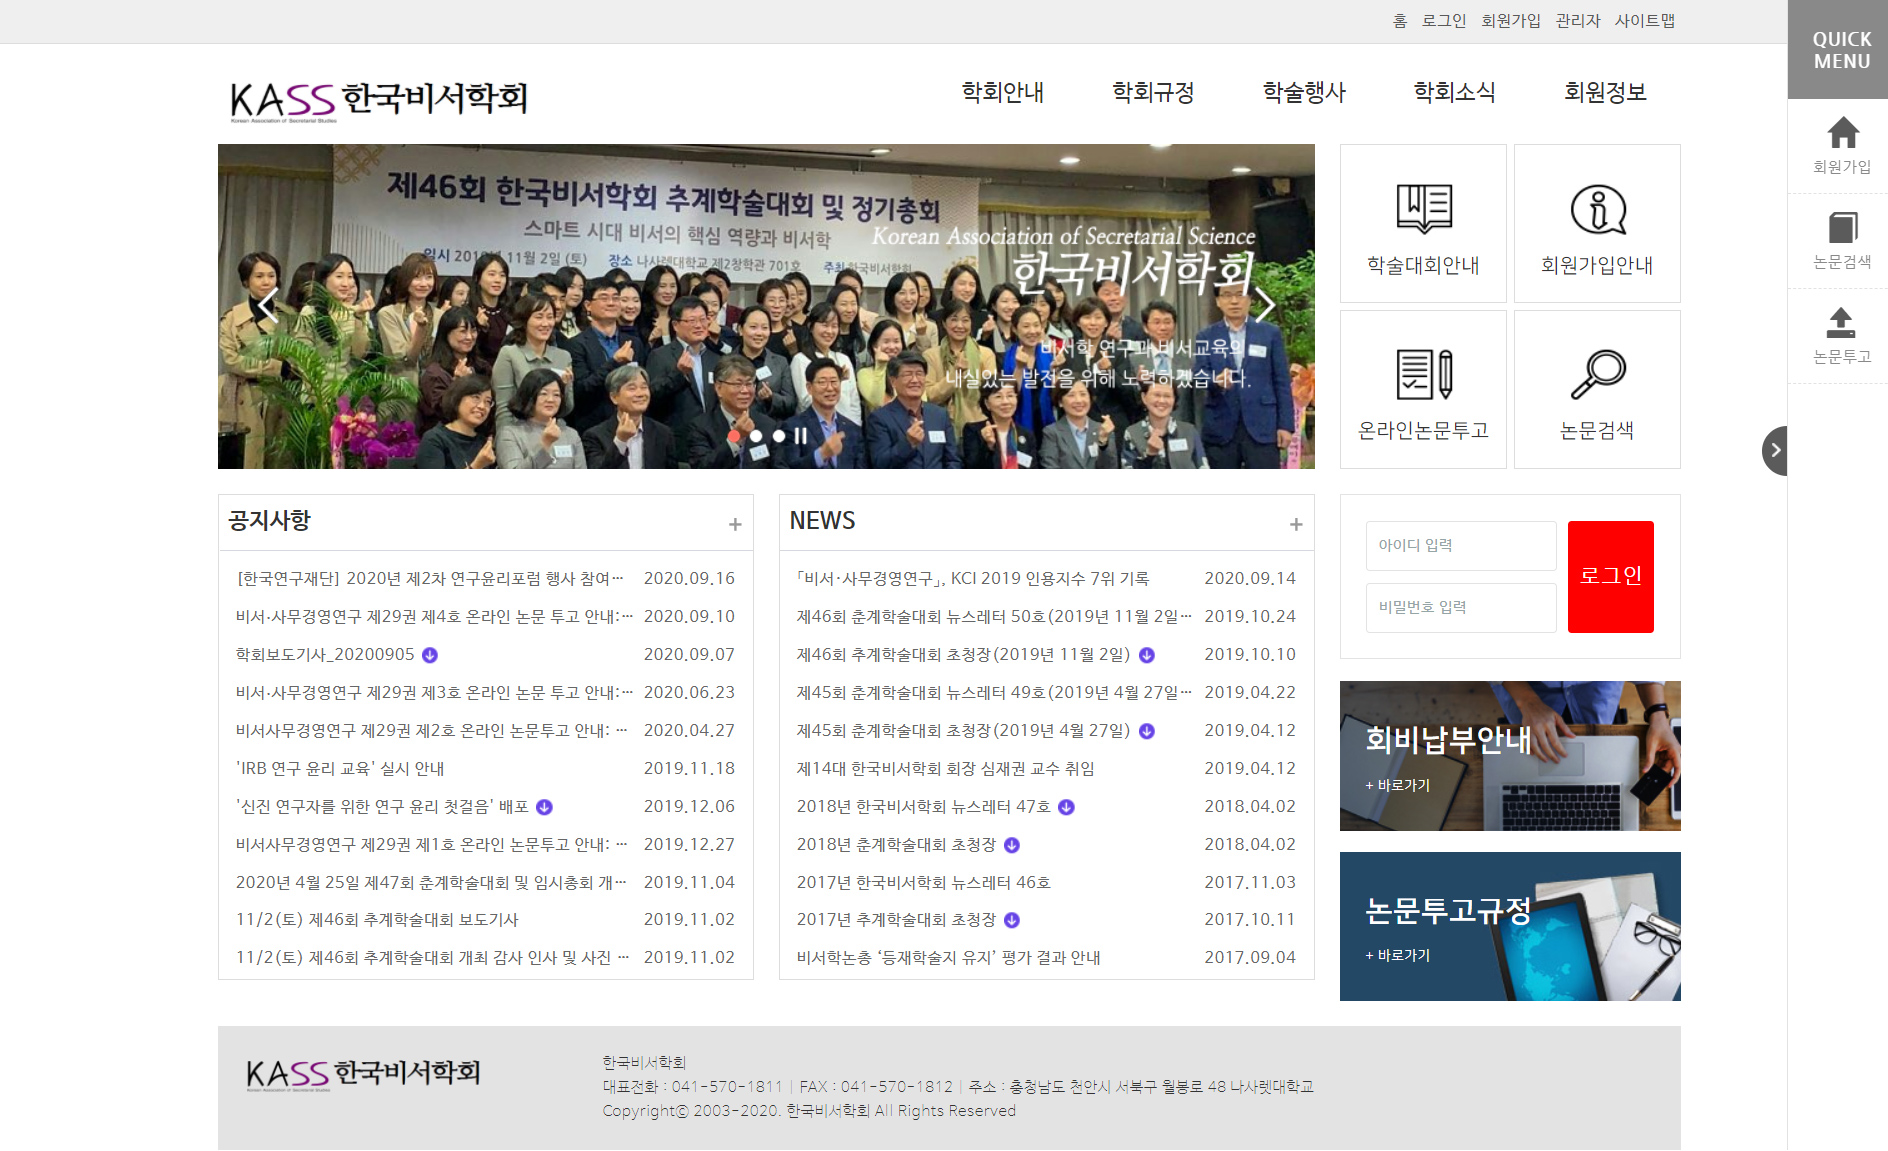 홈 로그인 회원가입 관리자 사이트맵
QUICK
MENU
KASS 한국비서학회
Korean Association of Secretarial Studies
학회안내 학회규정 학술행사 학회소식 회원정보
회원가입
논문검색
논문투고
제46회 한국비서학회 추계학술대회 및 정기총회
스마트 시대 비서의 핵심 역량과 비서학
일시 2019년 11월 2일 (토) 장소 나사렛대학교 제2창학관 701호 주최 한국비서학회
Korean Association of Secretarial Science
한국비서학회
비서학 연구과 비서교육의
내실있는 발전을 위해 노력하겠습니다.
학술대회안내 회원가입안내
온라인논문투고 논문검색
공지사항 +
[한국연구재단] 2020년 제2차 연구윤리포럼 행사 참여… 2020.09.16
비서·사무경영연구 제29권 제4호 온라인 논문 투고 안내:… 2020.09.10
학회보도기사_20200905 2020.09.07
비서·사무경영연구 제29권 제3호 온라인 논문 투고 안내:… 2020.06.23
비서사무경영연구 제29권 제2호 온라인 논문투고 안내: … 2020.04.27
'IRB 연구 윤리 교육' 실시 안내 2019.11.18
'신진 연구자를 위한 연구 윤리 첫걸음' 배포 2019.12.06
비서사무경영연구 제29권 제1호 온라인 논문투고 안내: … 2019.12.27
2020년 4월 25일 제47회 춘계학술대회 및 임시총회 개… 2019.11.04
11/2(토) 제46회 추계학술대회 보도기사 2019.11.02
11/2(토) 제46회 추계학술대회 개최 감사 인사 및 사진 … 2019.11.02
NEWS +
「비서·사무경영연구」, KCI 2019 인용지수 7위 기록 2020.09.14
제46회 춘계학술대회 뉴스레터 50호(2019년 11월 2일… 2019.10.24
제46회 추계학술대회 초청장(2019년 11월 2일) 2019.10.10
제45회 춘계학술대회 뉴스레터 49호(2019년 4월 27일… 2019.04.22
제45회 춘계학술대회 초청장(2019년 4월 27일) 2019.04.12
제14대 한국비서학회 회장 심재권 교수 취임 2019.04.12
2018년 한국비서학회 뉴스레터 47호 2018.04.02
2018년 춘계학술대회 초청장 2018.04.02
2017년 한국비서학회 뉴스레터 46호 2017.11.03
2017년 추계학술대회 초청장 2017.10.11
비서학논총 ‘등재학술지 유지’ 평가 결과 안내 2017.09.04
아이디 입력
비밀번호 입력
로그인
회비납부안내
+ 바로가기
논문투고규정
+ 바로가기
KASS 한국비서학회
Korean Association of Secretarial Studies
한국비서학회
대표전화 : 041-570-1811 | FAX : 041-570-1812 | 주소 : 충청남도 천안시 서북구 월봉로 48 나사렛대학교
Copyrightⓒ 2003-2020. 한국비서학회 All Rights Reserved